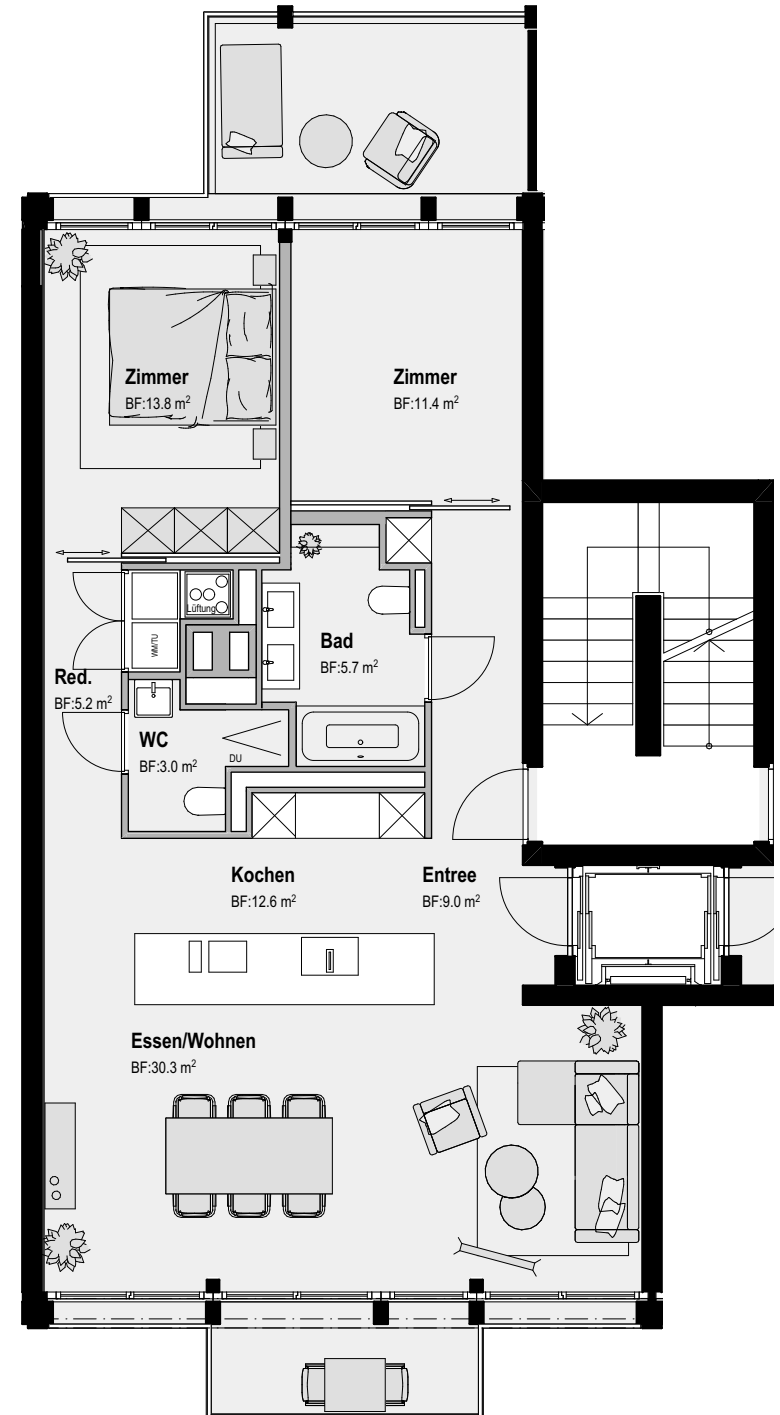 Zimmer
BF:13.8 m²
Zimmer
BF:11.4 m²
Lüftung
WM/TU
Bad
BF:5.7 m²
Red.
BF:5.2 m²
WC
BF:3.0 m²
DU
Kochen
BF:12.6 m²
Entree
BF:9.0 m²
Essen/Wohnen
BF:30.3 m²